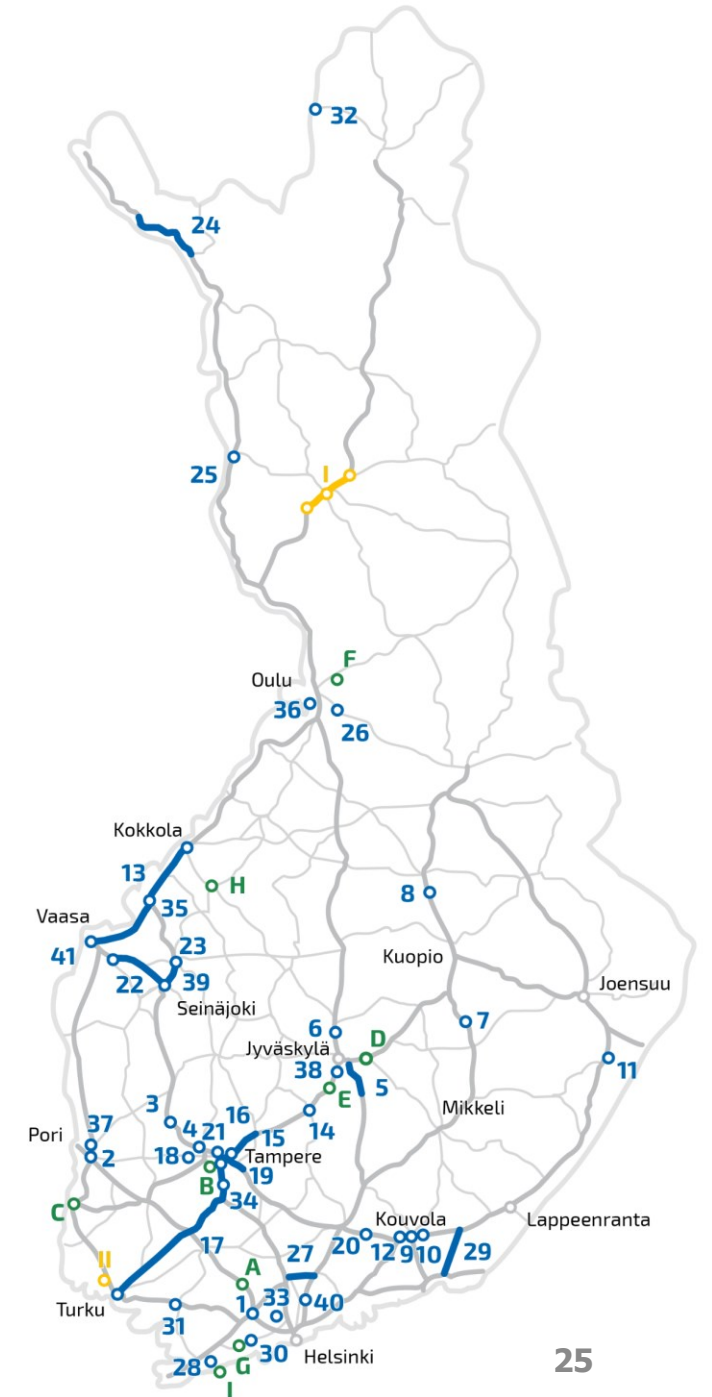 32
24
25
I
F
Oulu
36
26
Kokkola
13
H
35
8
Vaasa
41
23
22
39
Seinäjoki
Kuopio
Joensuu
6
7
Jyväskylä
D
38
5
11
E
Mikkeli
3
16
14
4
21
15
37
Pori
2
18
Tampere
19
B
34
C
Kouvola
Lappeenranta
17
20
12
9
10
29
II
A
27
Turku
1
33
40
31
30
Helsinki
28
G
I
25